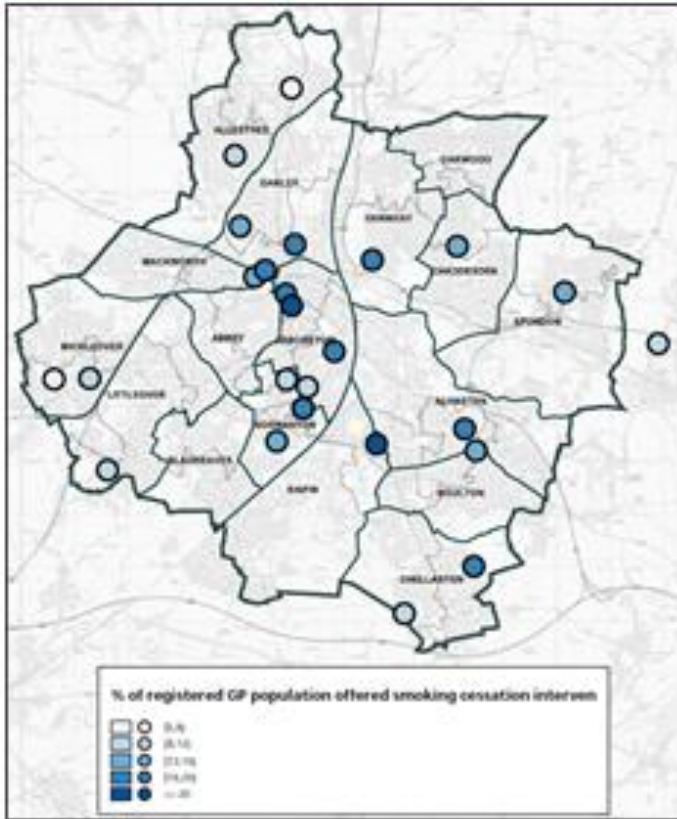 ALLESTREE
OAKWOOD
DARLEY
DERWENT
MACKWORTH
CHADDESDEN
SPONDON
ABBEY
ARBORETUM
MICKLEOVER
LITTLEOVER
ALVASTON
NORMANTON
BLAGREAVES
SINFIN
BOULTON
CHELLASTON
% of registered GP population offered smoking cessation interven